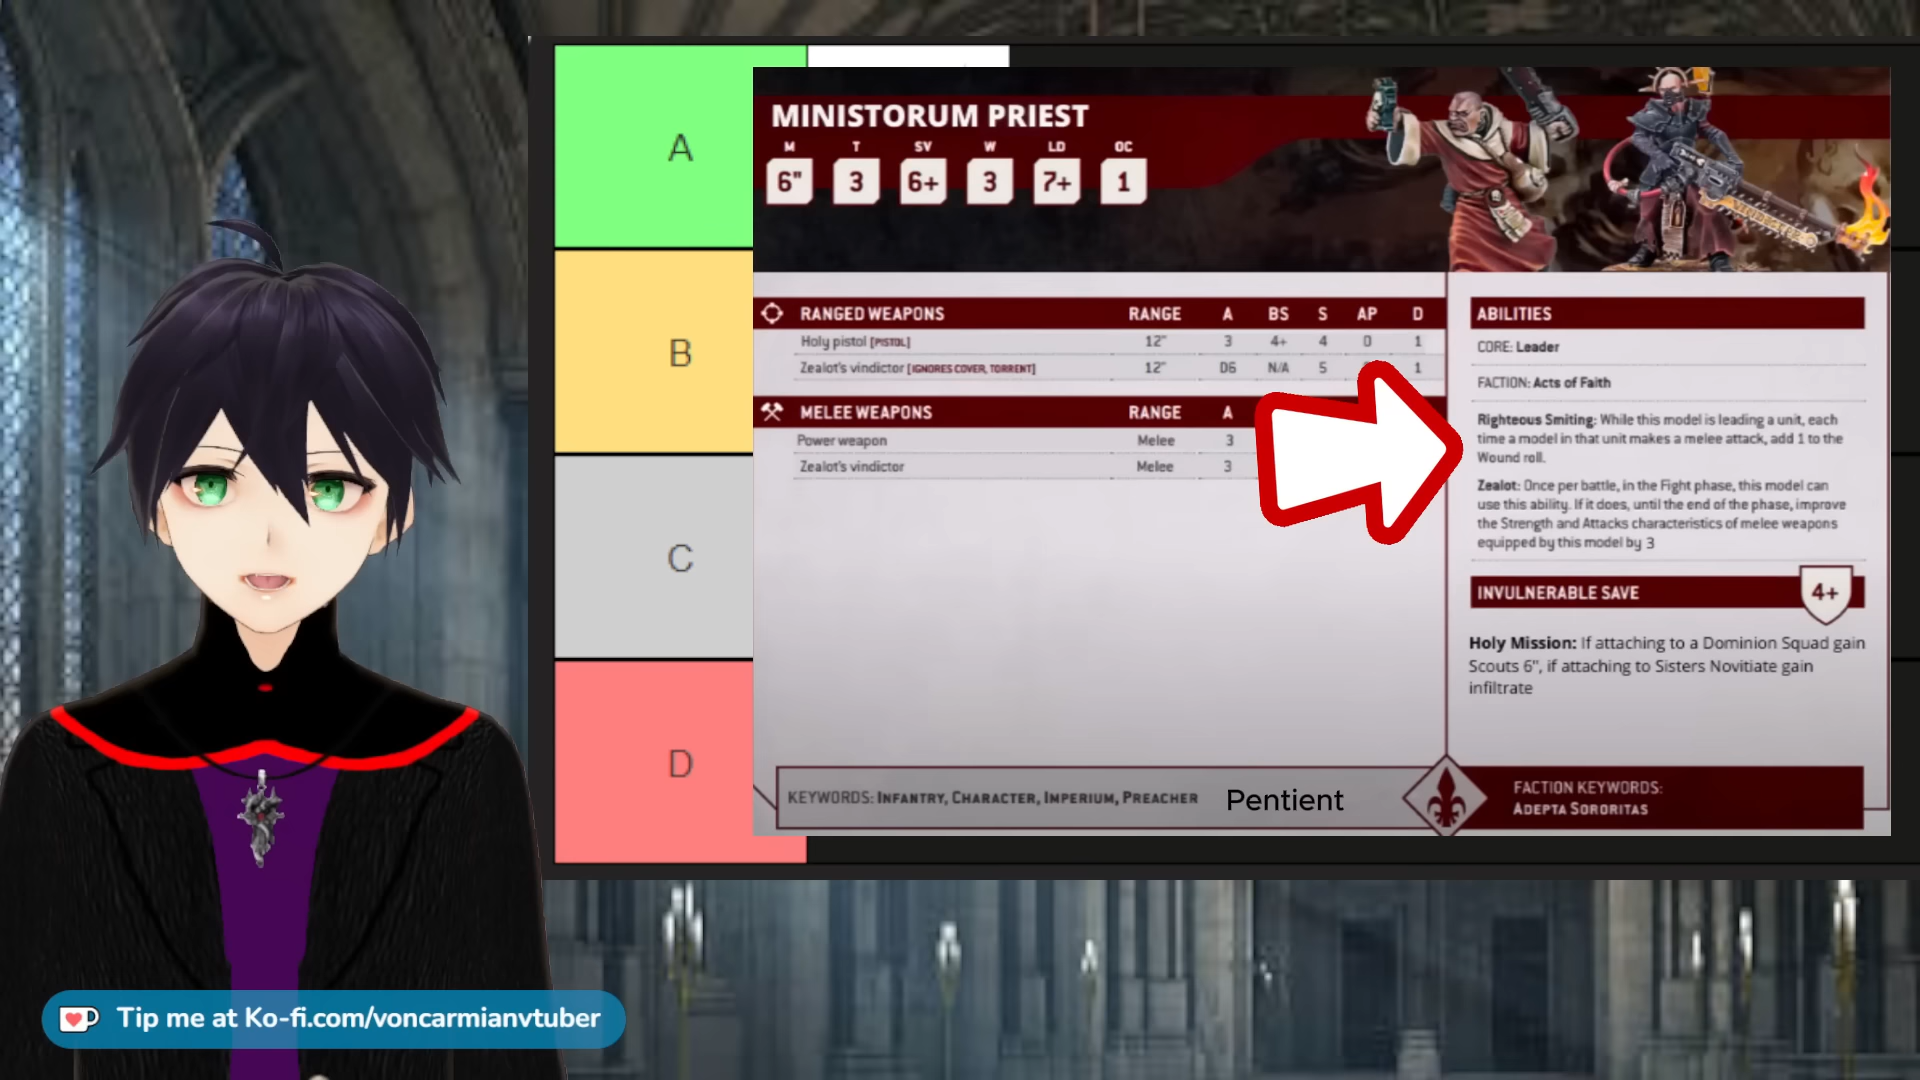 A
B
C
D
MINISTORUM PRIEST
M T SV W LD OC
6" 3 6+ 3 7+ 1
RANGED WEAPONS RANGE A BS S AP D
Holy pistol [PISTOL] 12" 3 4+ 4 0 1
Zealot's vindictor [IGNORES COVER, TORRENT] 12" D6 N/A 5 1
MELEE WEAPONS RANGE A
Power weapon Melee 3
Zealot's vindictor Melee 3
ABILITIES
CORE: Leader
FACTION: Acts of Faith
Righteous Smiting: While this model is leading a unit, each
time a model in that unit makes a melee attack, add 1 to the
Wound roll.
Zealot: Once per battle, in the Fight phase, this model can
use this ability. If it does, until the end of the phase, improve
the Strength and Attacks characteristics of melee weapons
equipped by this model by 3
INVULNERABLE SAVE 4+
Holy Mission: If attaching to a Dominion Squad gain
Scouts 6", if attaching to Sisters Novitiate gain
infiltrate
KEYWORDS: INFANTRY, CHARACTER, IMPERIUM, PREACHER Pentient
FACTION KEYWORDS:
ADEPTA SORORITAS
Tip me at Ko-fi.com/voncarmianvtuber